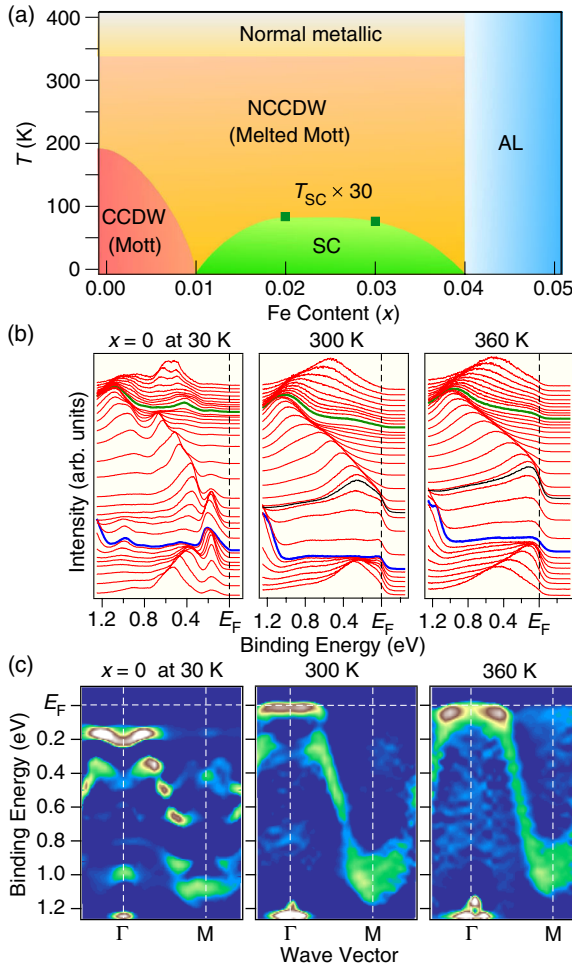 (a)
400
300
200
100
0
T (K)
Normal metallic
NCCDW
(Melted Mott)
AL
CCDW
(Mott)
TSC × 30
SC
0.00 0.01 0.02 0.03 0.04 0.05
Fe Content (x)
(b)
x = 0 at 30 K 300 K 360 K
Intensity (arb. units)
1.2 0.8 0.4 EF 1.2 0.8 0.4 EF 1.2 0.8 0.4 EF
Binding Energy (eV)
(c)
x = 0 at 30 K 300 K 360 K
EF
0.2
0.4
0.6
0.8
1.0
1.2
Binding Energy (eV)
Γ M Γ M Γ M
Wave Vector